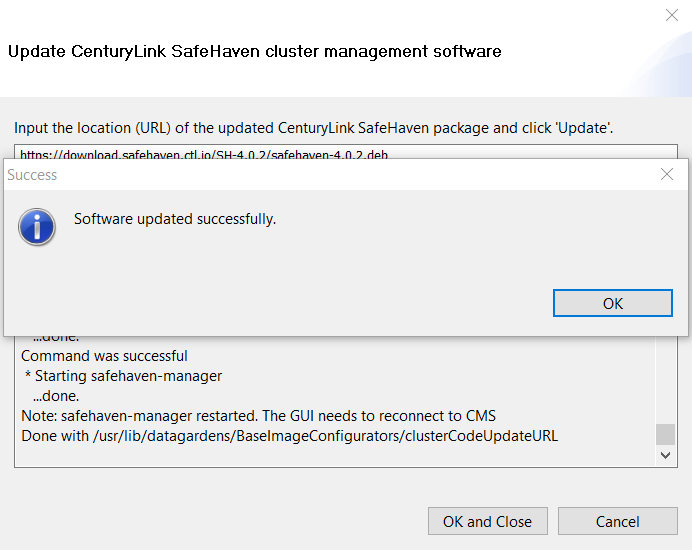 Update CenturyLink SafeHaven cluster management software
Input the location (URL) of the updated CenturyLink SafeHaven package and click 'Update'.
https://download.safehaven.ctl.io/SH-4.0.2/safehaven-4.0.2.deb
Success
Software updated successfully.
OK
...done.
Command was successful
* Starting safehaven-manager
...done.
Note: safehaven-manager restarted. The GUI needs to reconnect to CMS
Done with /usr/lib/datagardens/BaseImageConfigurators/clusterCodeUpdateURL
OK and Close
Cancel